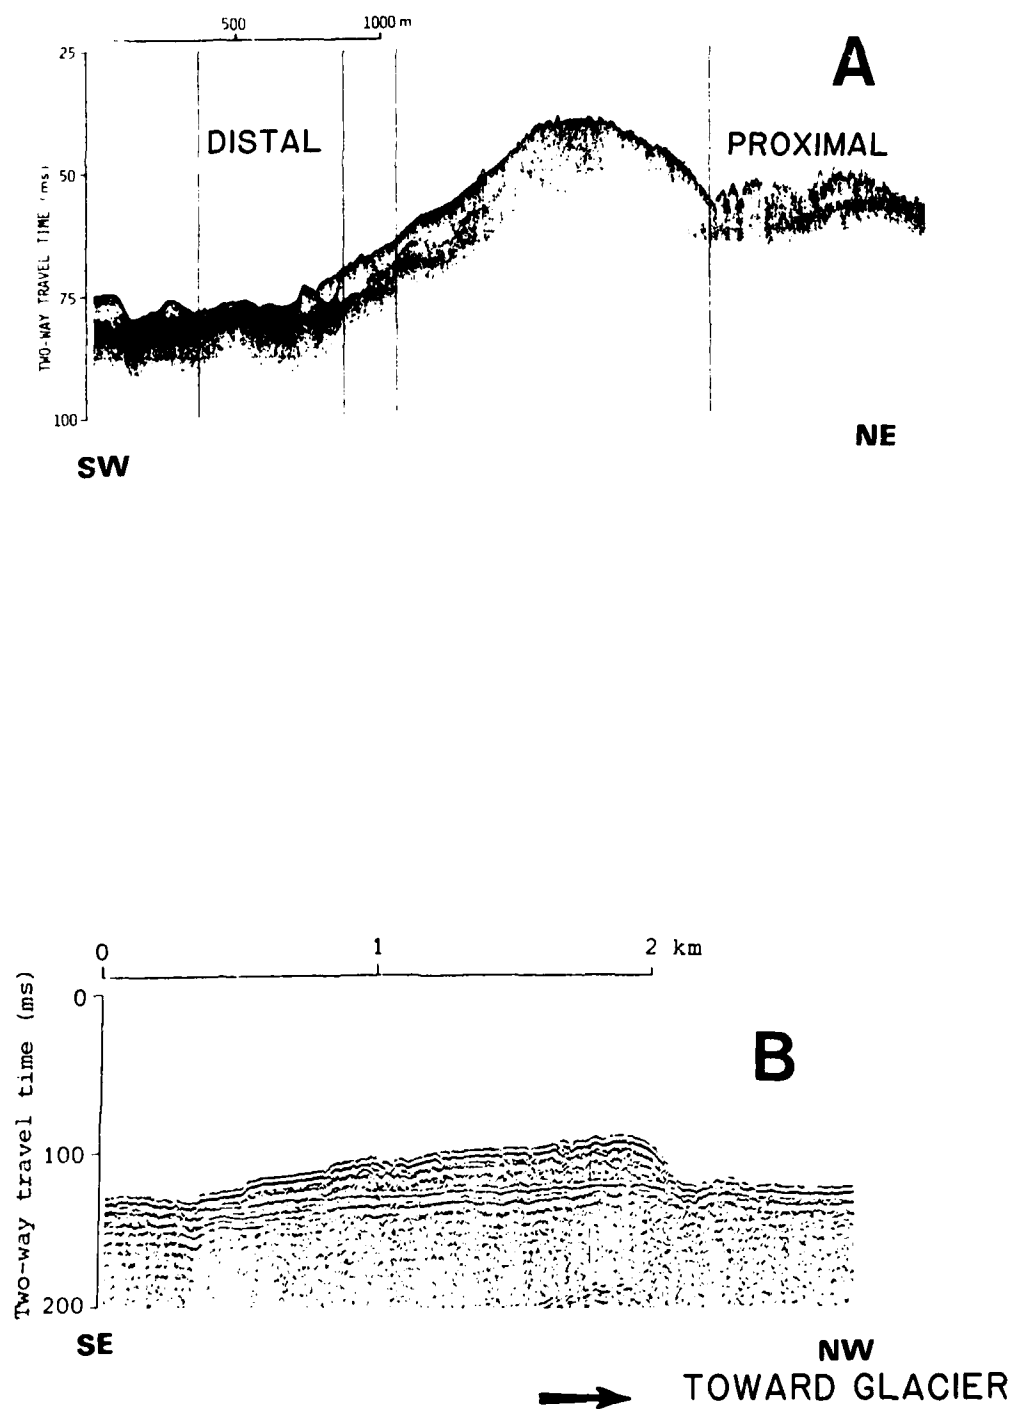 500 1000 m
A
25
DISTAL
PROXIMAL
50
TWO-WAY TRAVEL TIME (ms)
75
100
NE
SW
0 1 2 km
0
B
Two-way travel time (ms)
100
200
SE
NW
TOWARD GLACIER